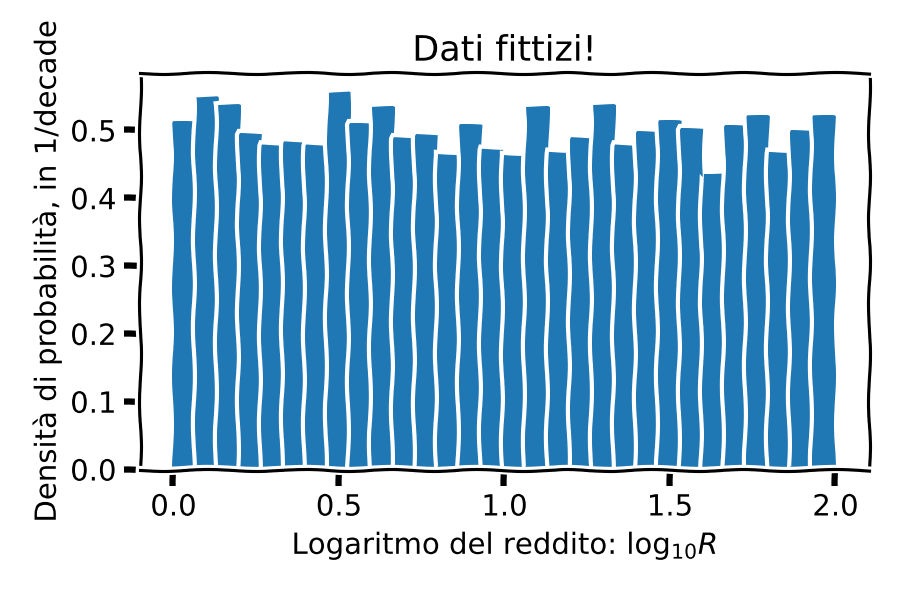 Dati fittizi!
Densità di probabilità, in 1/decade
0.5
0.4
0.3
0.2
0.1
0.0
0.0 0.5 1.0 1.5 2.0
Logaritmo del reddito: log₁₀R